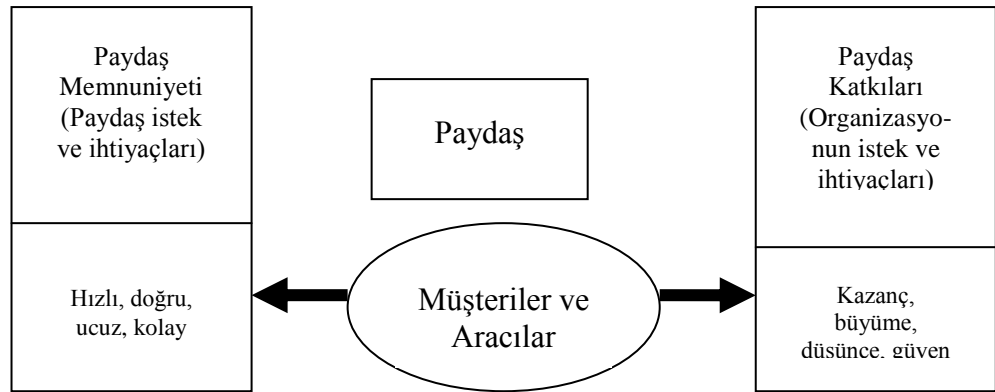 Paydaş
Memnuniyeti
(Paydaş istek
ve ihtiyaçları)
Paydaş
Paydaş
Katkıları
(Organizasyo-
nun istek ve
ihtiyaçları)
Hızlı, doğru,
ucuz, kolay
Müşteriler ve
Aracılar
Kazanç,
büyüme,
düşünce, güven